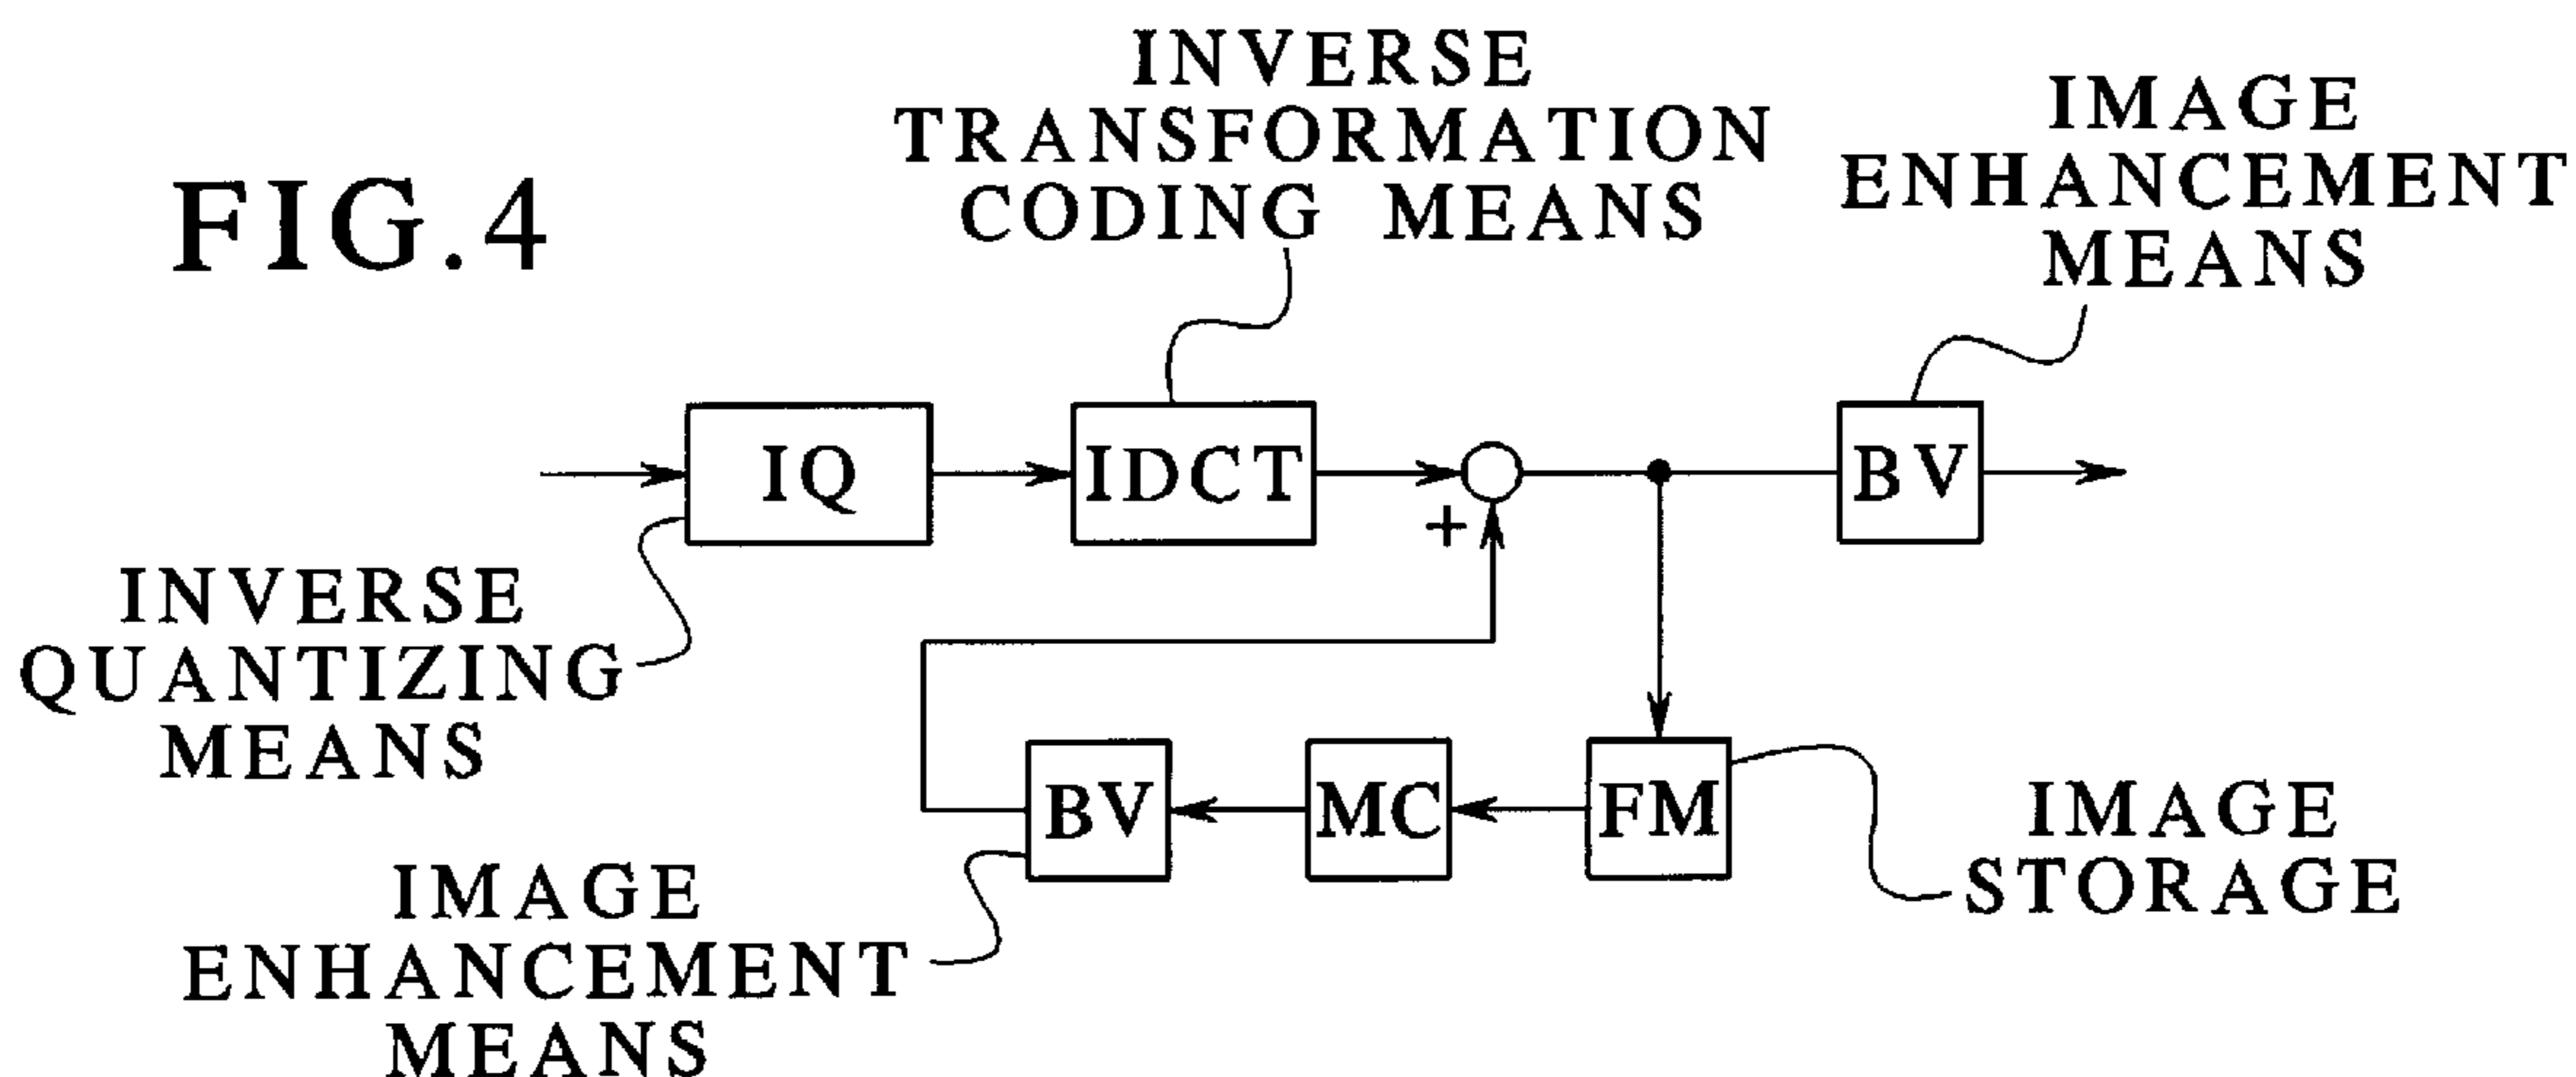 FIG.4
INVERSE
TRANSFORMATION
CODING MEANS
IMAGE
ENHANCEMENT
MEANS
IQ
IDCT
+
BV
INVERSE
QUANTIZING
MEANS
BV
MC
FM
IMAGE
STORAGE
IMAGE
ENHANCEMENT
MEANS